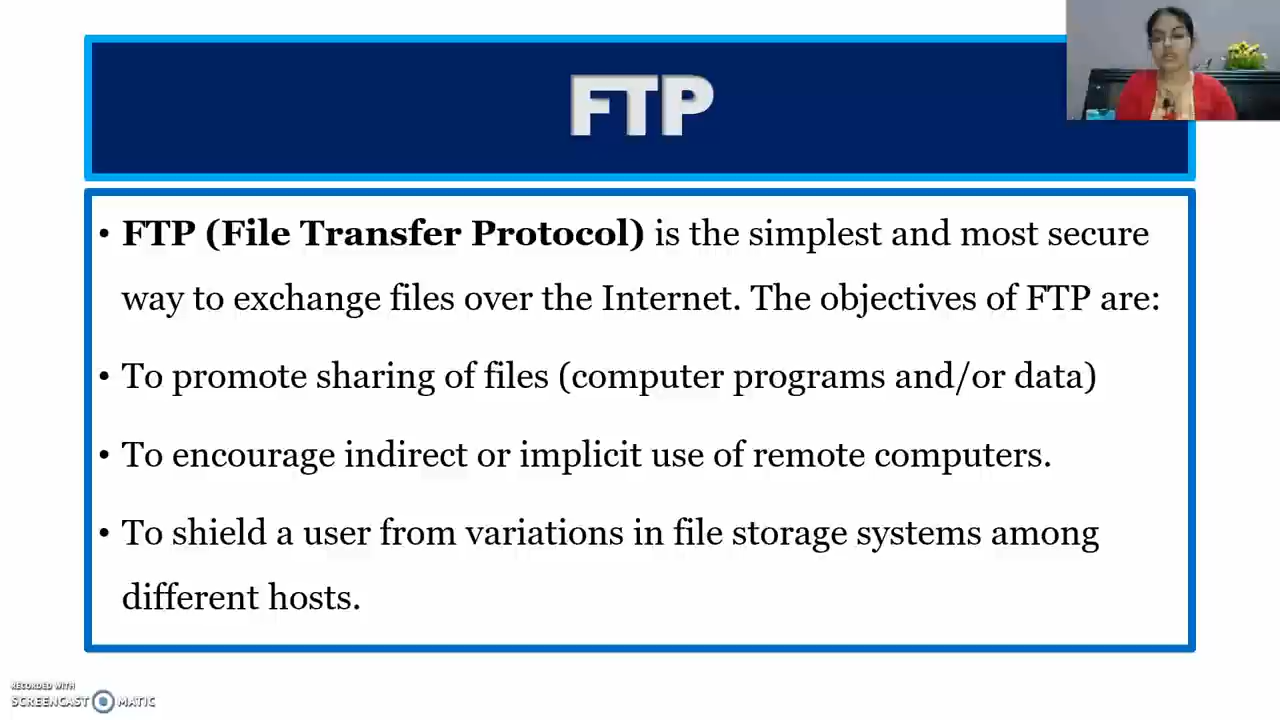 FTP
• FTP (File Transfer Protocol) is the simplest and most secure
way to exchange files over the Internet. The objectives of FTP are:
• To promote sharing of files (computer programs and/or data)
• To encourage indirect or implicit use of remote computers.
• To shield a user from variations in file storage systems among
different hosts.
RECORDED WITH
SCREENCAST MATIC